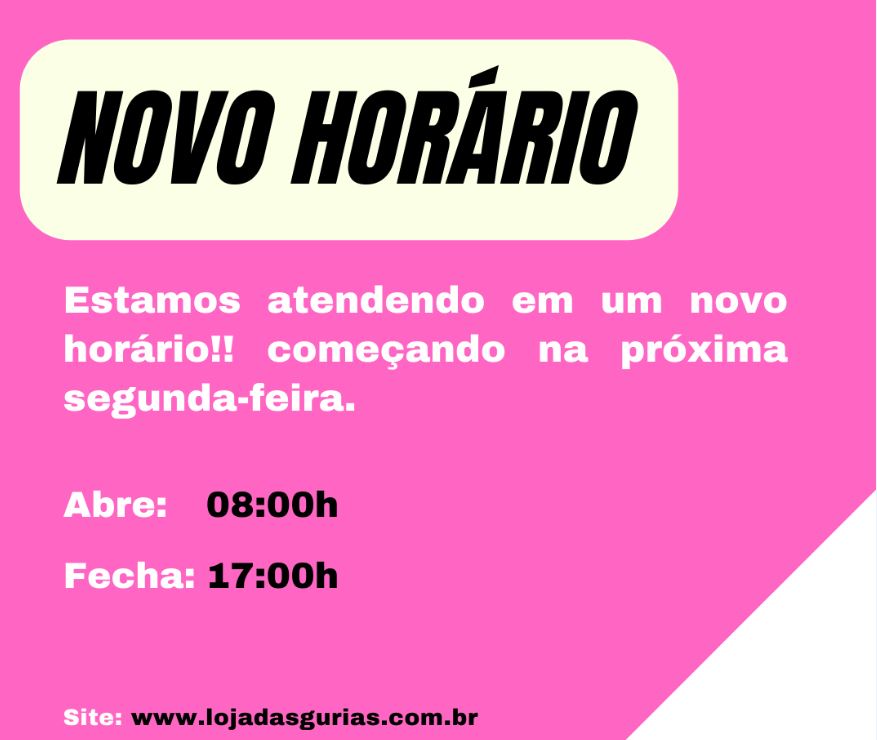 NOVO HORÁRIO
Estamos atendendo em um novo
horário!! começando na próxima
segunda-feira.
Abre: 08:00h
Fecha: 17:00h
Site: www.lojadasgurias.com.br